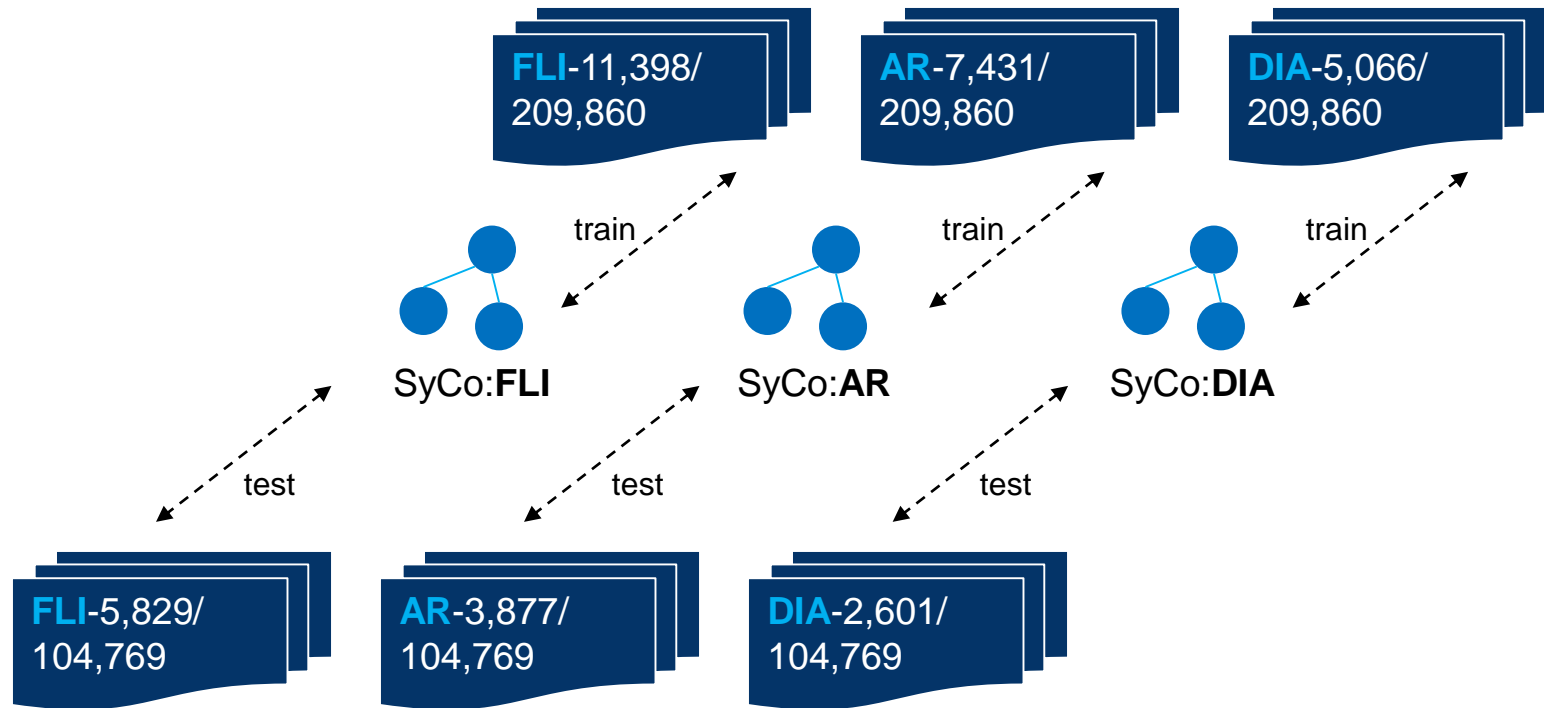 FLI-11,398/
209,860
AR-7,431/
209,860
DIA-5,066/
209,860
train
train
train
SyCo:FLI
SyCo:AR
SyCo:DIA
test
test
test
FLI-5,829/
104,769
AR-3,877/
104,769
DIA-2,601/
104,769